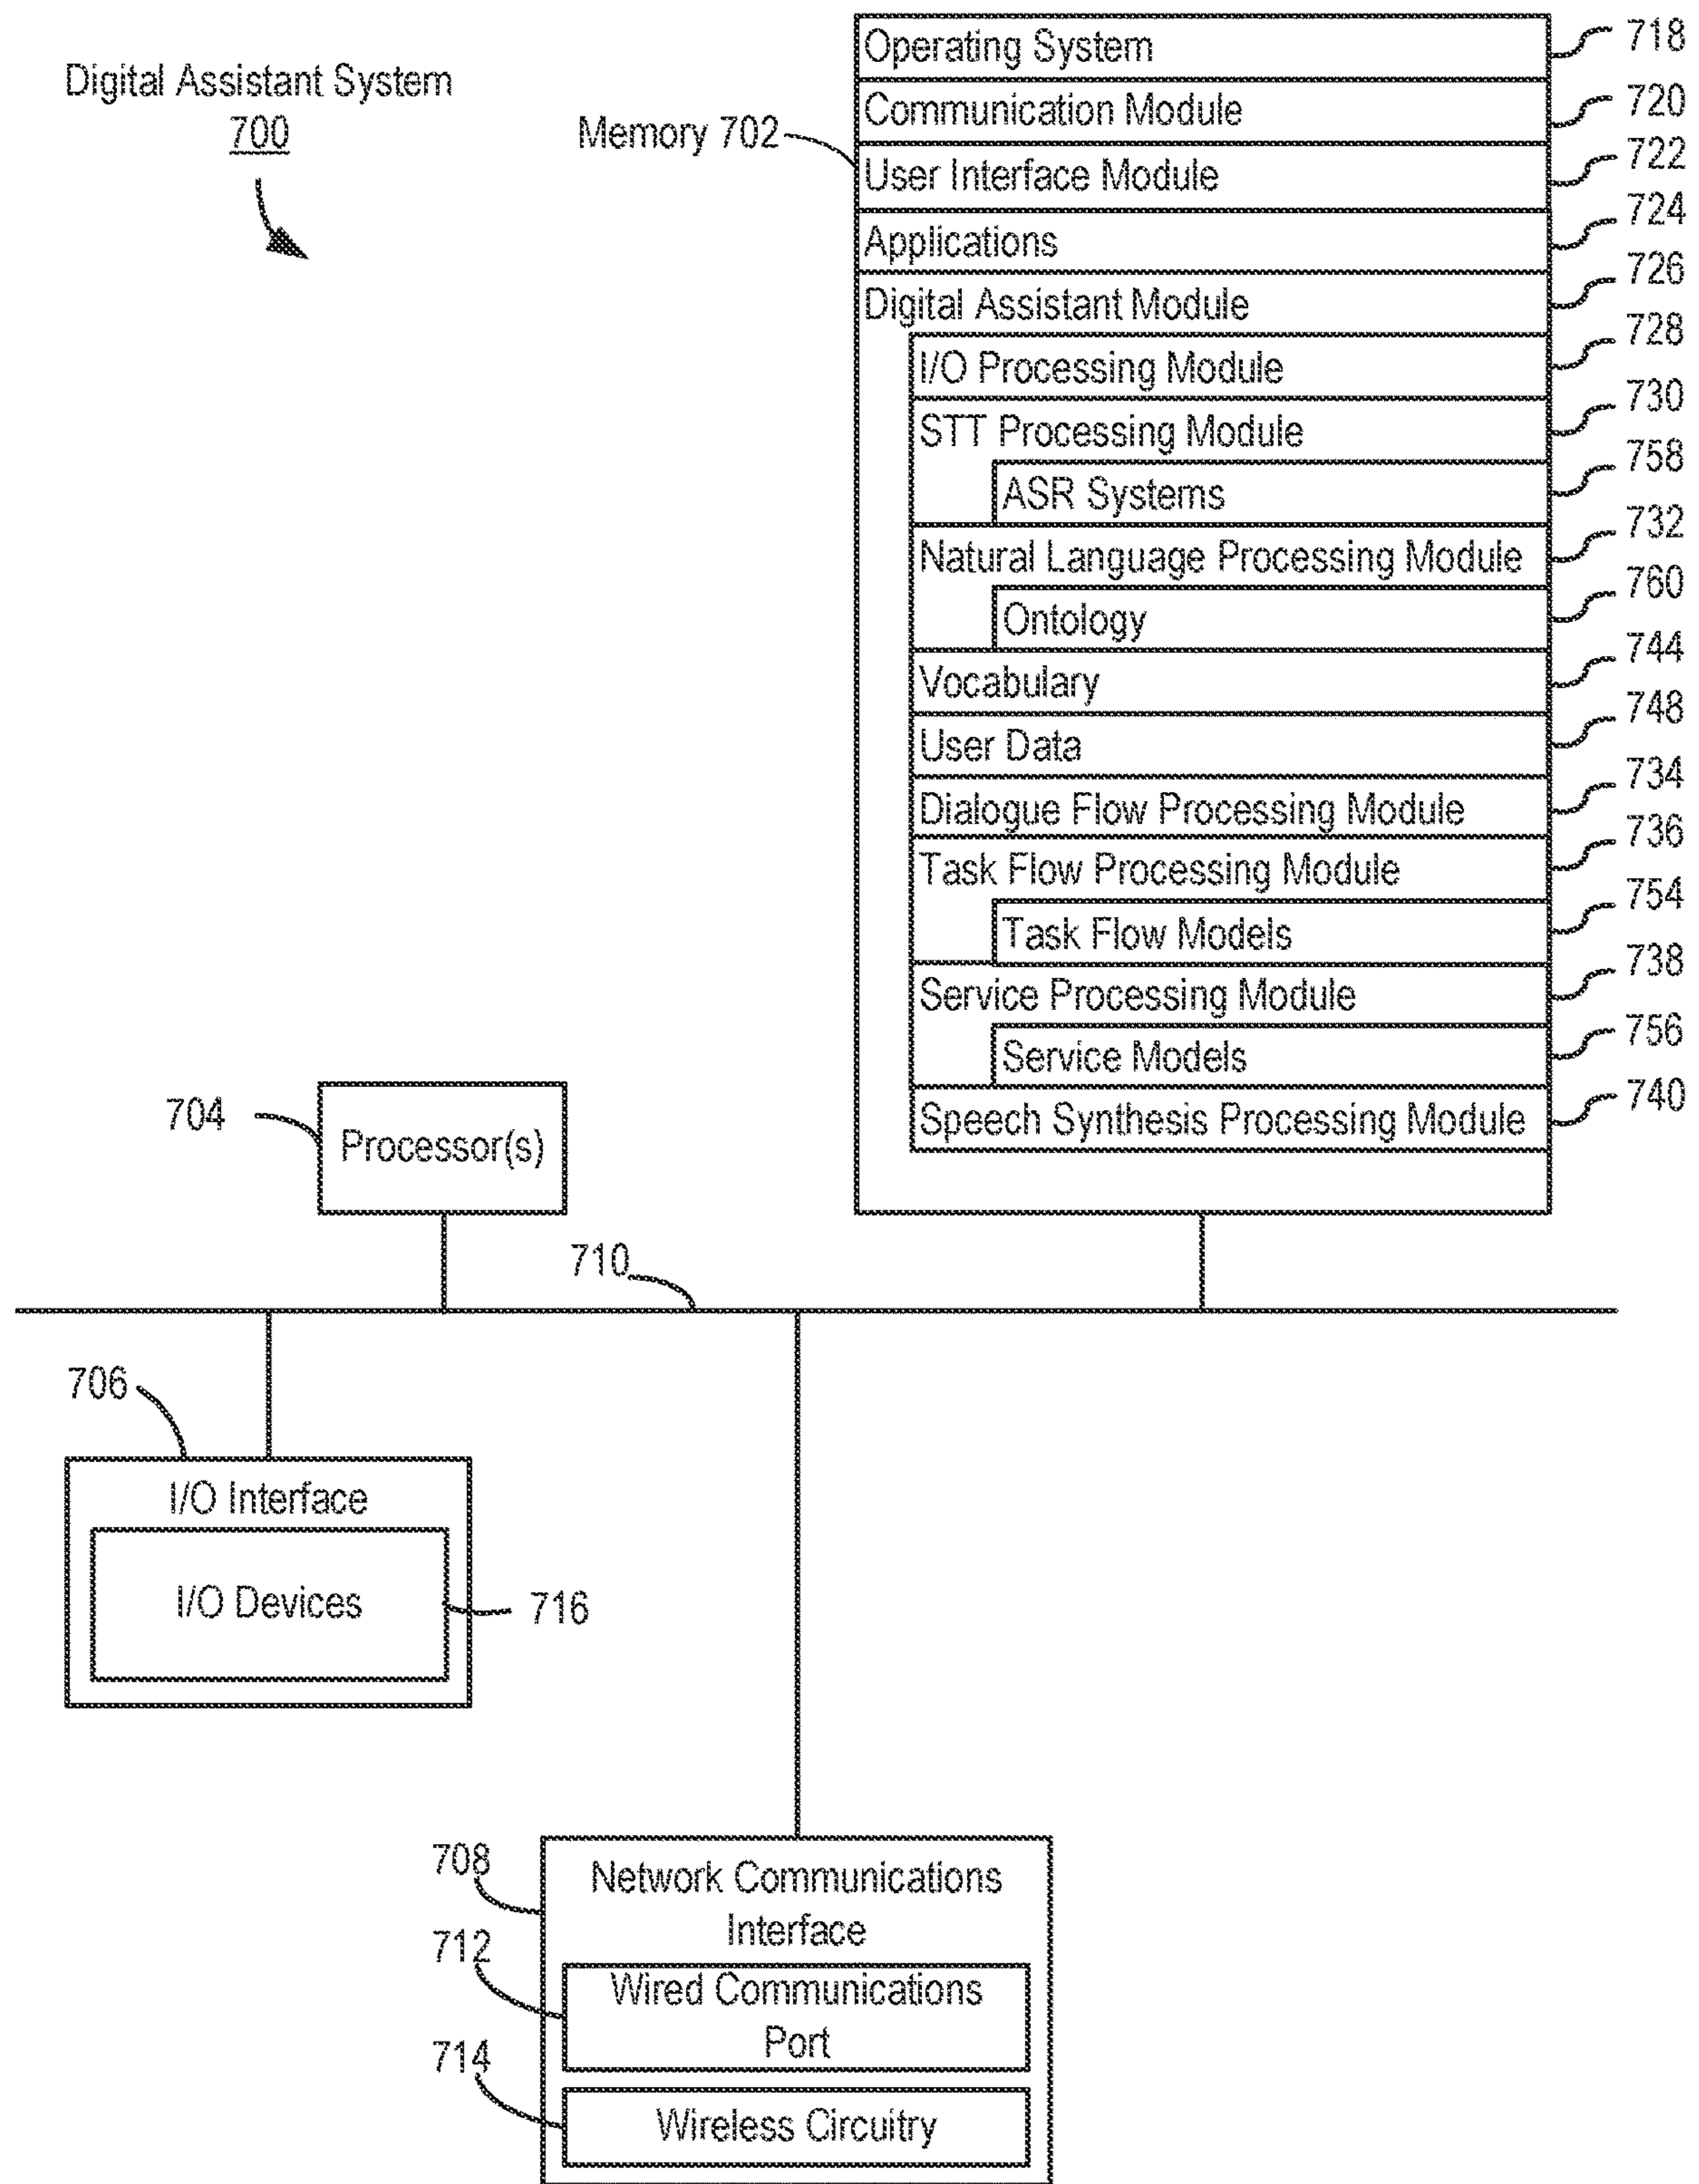 Digital Assistant System
700
Memory 702
Operating System 718
Communication Module 720
User Interface Module 722
Applications 724
Digital Assistant Module 726
I/O Processing Module 728
STT Processing Module 730
ASR Systems 758
Natural Language Processing Module 732
Ontology 760
Vocabulary 744
User Data 748
Dialogue Flow Processing Module 734
Task Flow Processing Module 736
Task Flow Models 754
Service Processing Module 738
Service Models 756
Speech Synthesis Processing Module 740
704
Processor(s)
710
706
I/O Interface
I/O Devices
716
708
Network Communications
Interface
712
Wired Communications
Port
714
Wireless Circuitry